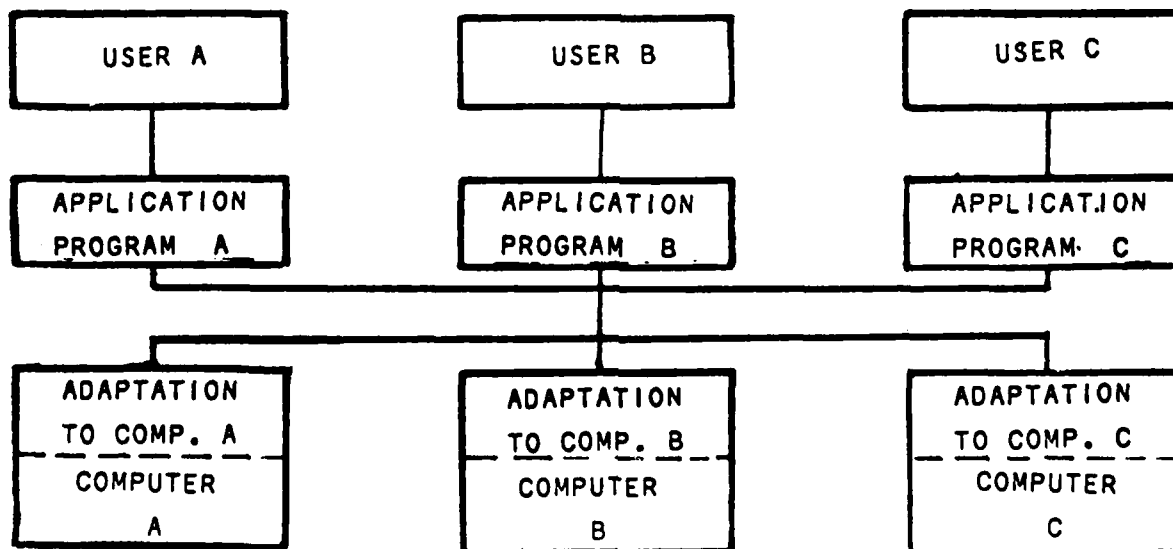 USER A
USER B
USER C
APPLICATION
PROGRAM A
APPLICATION
PROGRAM B
APPLICATION
PROGRAM C
ADAPTATION
TO COMP. A
COMPUTER
A
ADAPTATION
TO COMP. B
COMPUTER
B
ADAPTATION
TO COMP. C
COMPUTER
C